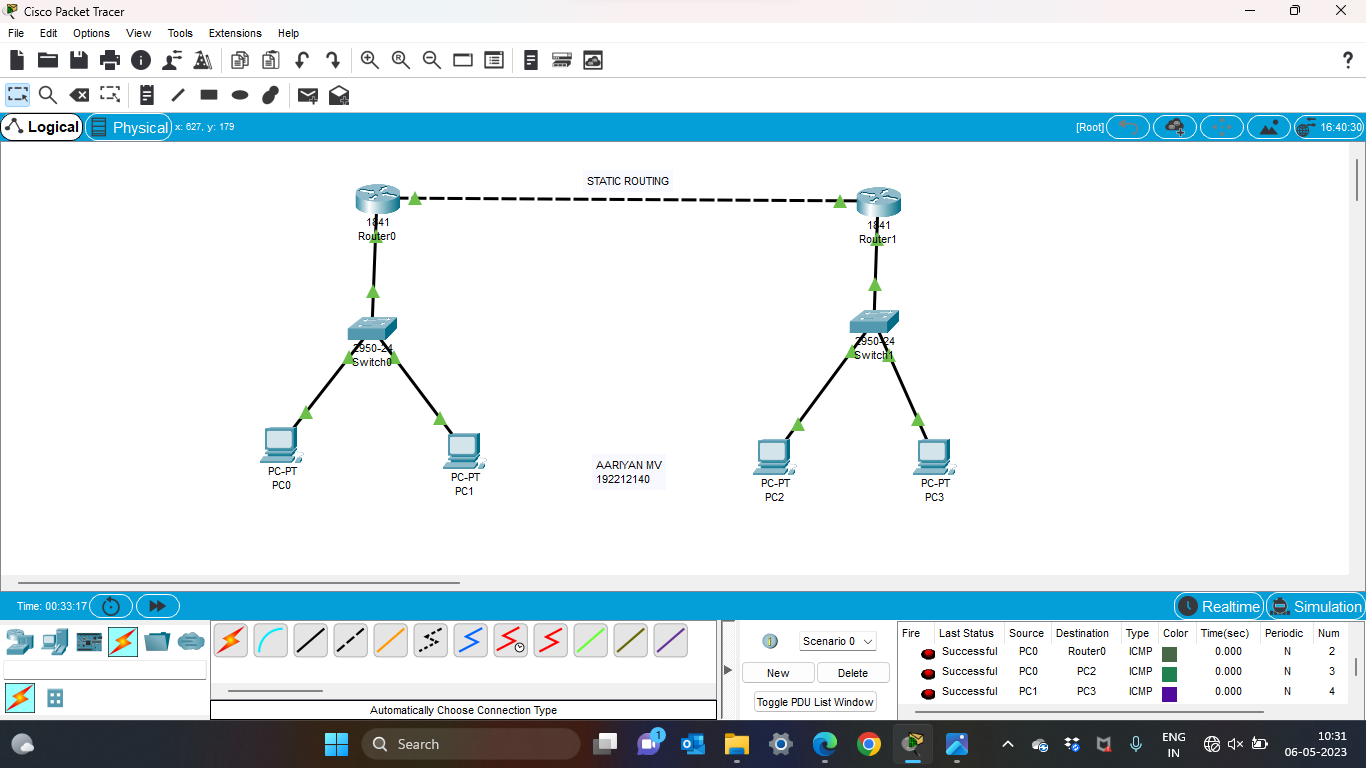 Cisco Packet Tracer
File Edit Options View Tools Extensions Help
Logical
Physical
x: 627, y: 179
[Root]
16:40:30
STATIC ROUTING
1841
Router0
1841
Router1
2950-24
Switch0
2950-24
Switch1
PC-PT
PC0
PC-PT
PC1
AARIYAN MV
192212140
PC-PT
PC2
PC-PT
PC3
Time: 00:33:17
Realtime
Simulation
Scenario 0
New
Delete
Toggle PDU List Window
Automatically Choose Connection Type
Fire Last Status Source Destination Type Color Time(sec) Periodic Num
Successful PC0 Router0 ICMP 0.000 N 2
Successful PC0 PC2 ICMP 0.000 N 3
Successful PC1 PC3 ICMP 0.000 N 4
Search
1
ENG
IN
10:31
06-05-2023